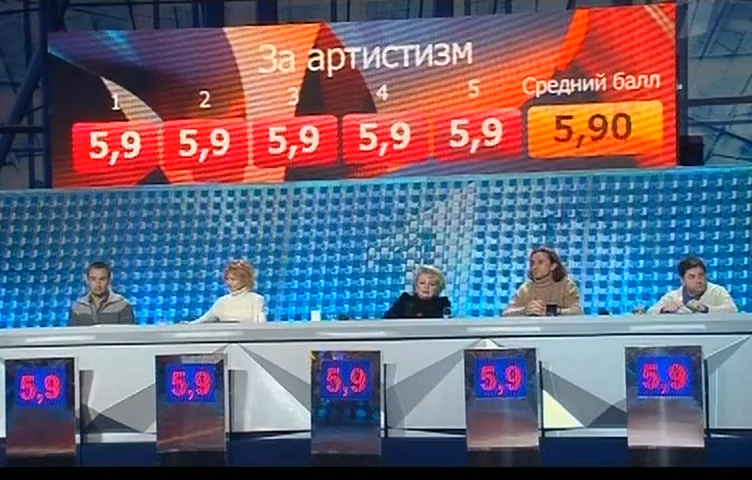 За артистизм
1 2 3 4 5 Средний балл
5,9 5,9 5,9 5,9 5,9 5,90
5,9 5,9 5,9 5,9 5,9